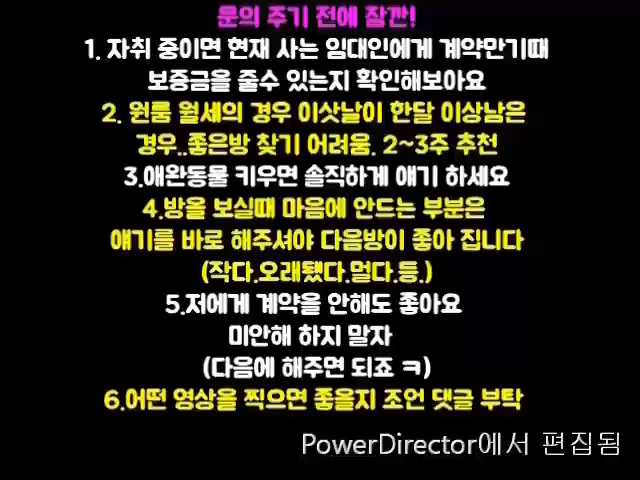 문의 주기 전에 잠깐!
1. 자취 중이면 현재 사는 임대인에게 계약만기때
보증금을 줄수 있는지 확인해보아요
2. 원룸 월세의 경우 이삿날이 한달 이상남은
경우..좋은방 찾기 어려움. 2~3주 추천
3.애완동물 키우면 솔직하게 얘기 하세요
4.방을 보실때 마음에 안드는 부분은
얘기를 바로 해주셔야 다음방이 좋아 집니다
(작다.오래됐다.멀다.등.)
5.저에게 계약을 안해도 좋아요
미안해 하지 말자
(다음에 해주면 되죠 ㅋ)
6.어떤 영상을 찍으면 좋을지 조언 댓글 부탁
PowerDirector에서 편집됨